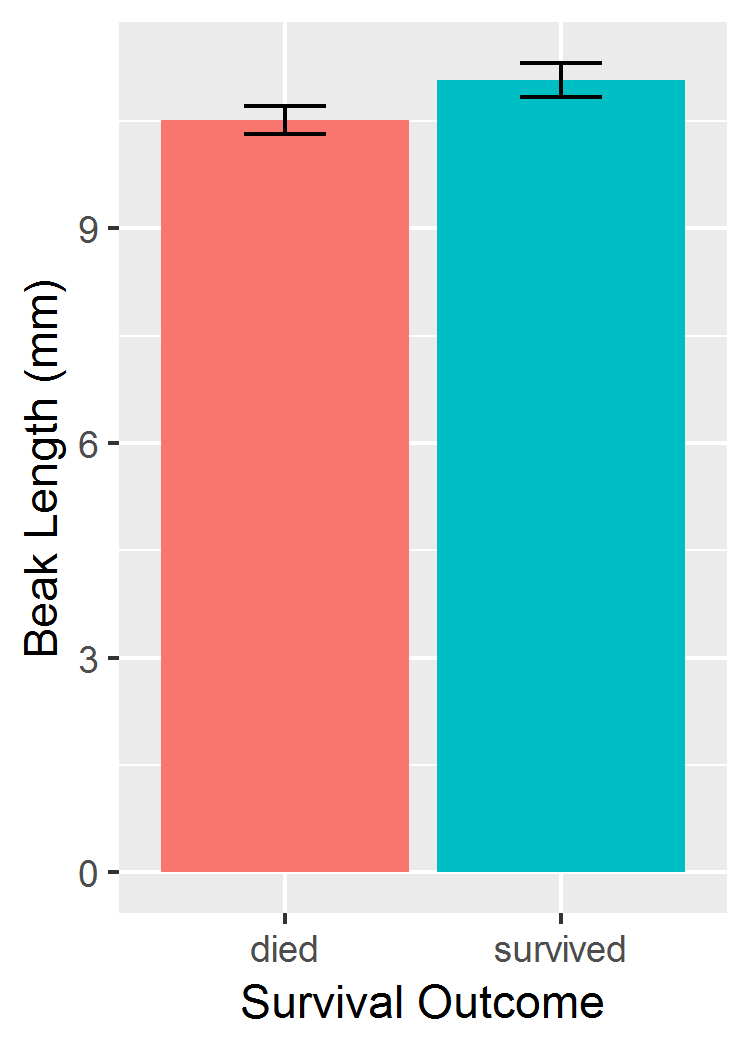 Beak Length (mm)
9
6
3
0
died
survived
Survival Outcome